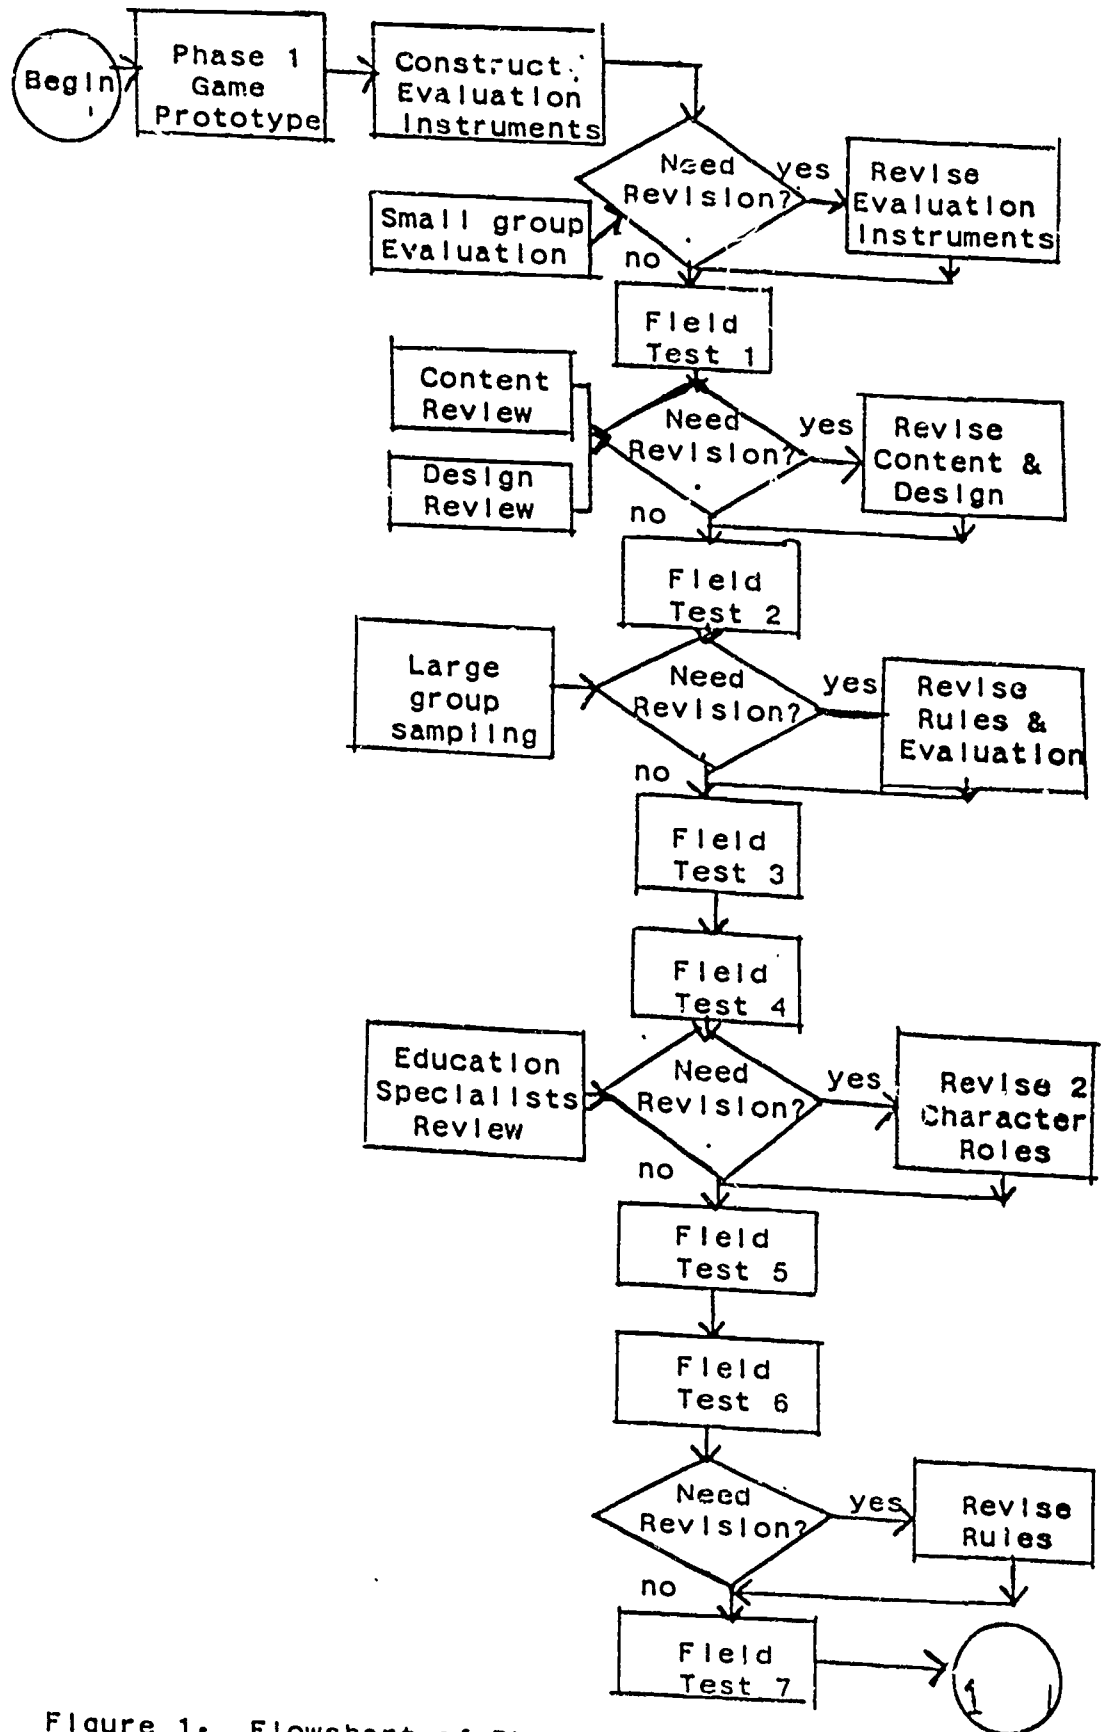 Begin
Phase 1
Game
Prototype
Construct
Evaluation
Instruments
Need
Revision?
yes
Revise
Evaluation
Instruments
Small group
Evaluation
no
Field
Test 1
Content
Review
Design
Review
Need
Revision?
yes
Revise
Content &
Design
no
Field
Test 2
Large
group
sampling
Need
Revision?
yes
Revise
Rules &
Evaluation
no
Field
Test 3
Field
Test 4
Education
Specialists
Review
Need
Revision?
yes
Revise 2
Character
Roles
no
Field
Test 5
Field
Test 6
Need
Revision?
yes
Revise
Rules
no
Field
Test 7
1
Figure 1. Flowchart of